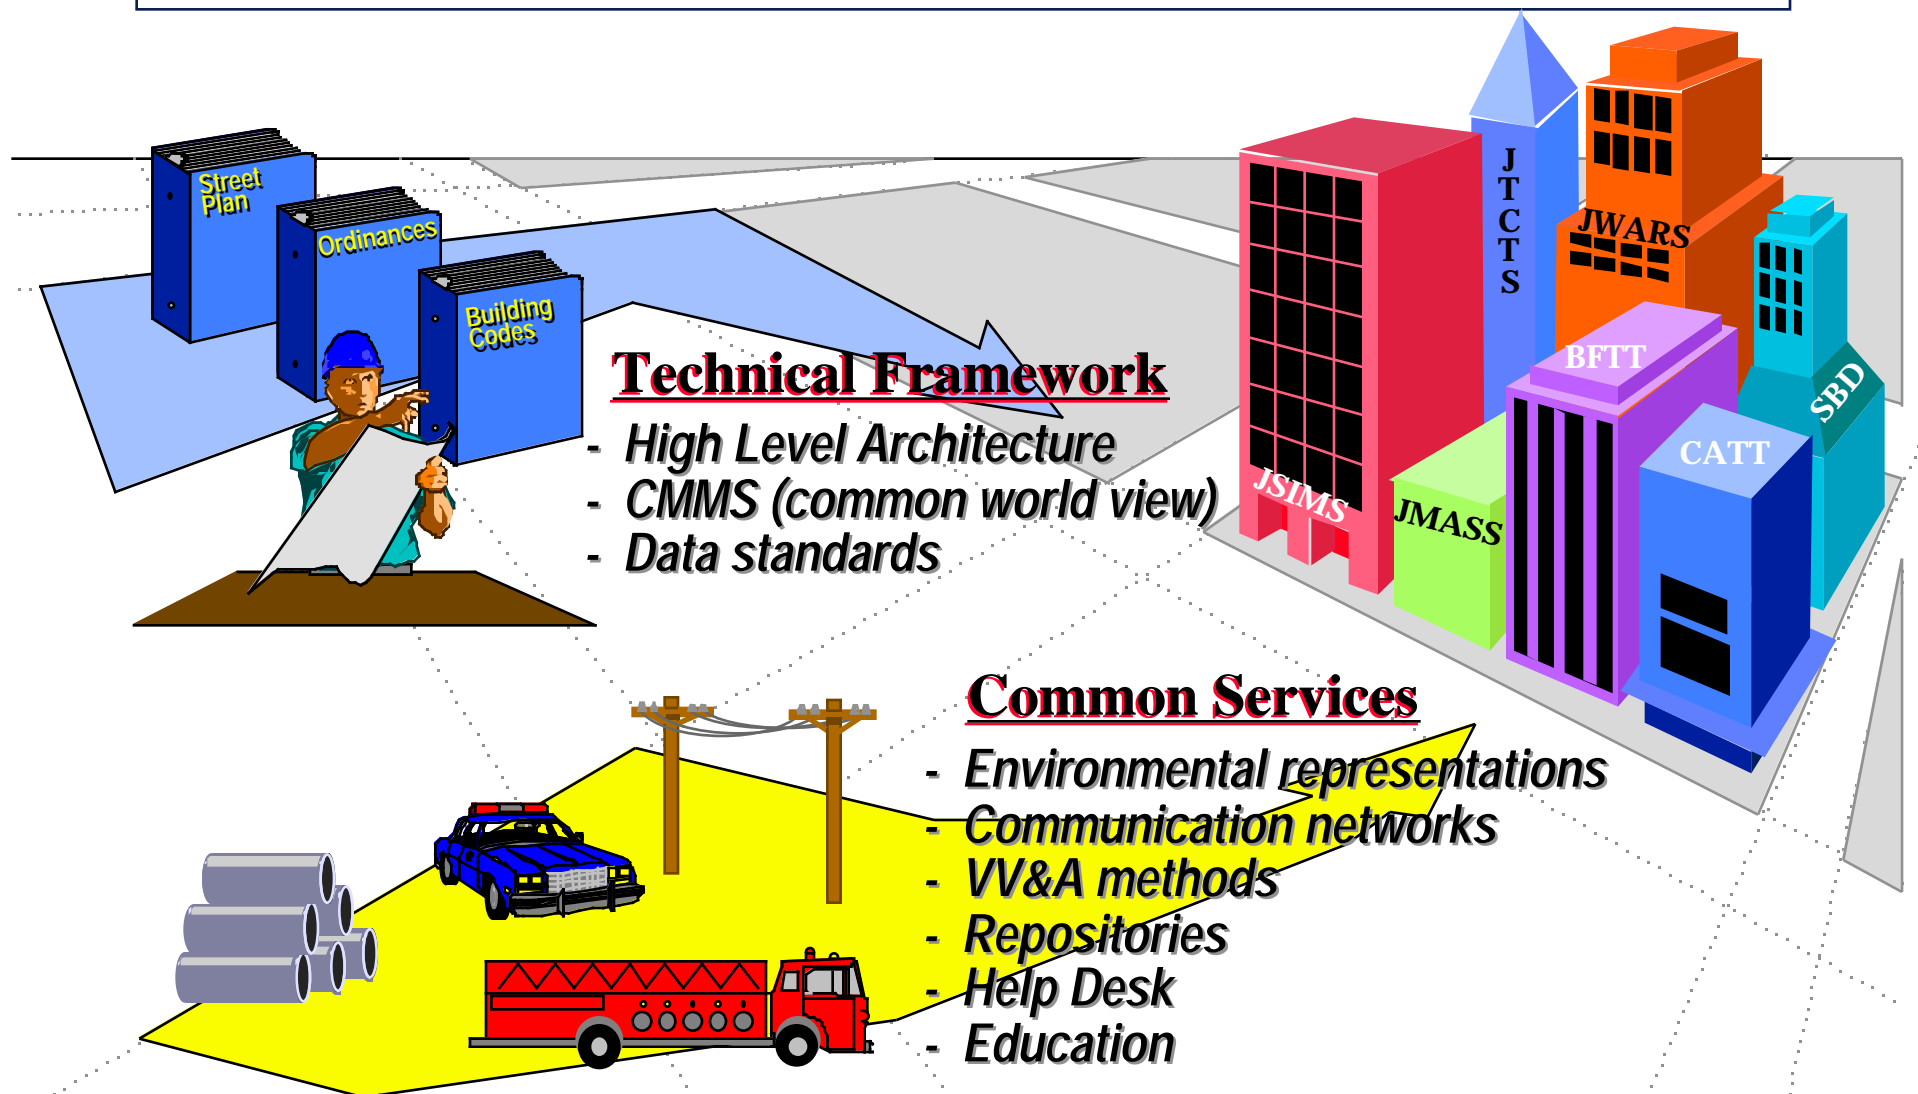 Street
Plan
Ordinances
Building
Codes
Technical Framework
- High Level Architecture
- CMMS (common world view)
- Data standards
JTCTS
JWARS
BFTT
SBD
CATT
JSIMS
JMASS
Common Services
- Environmental representations
- Communication networks
- VV&A methods
- Repositories
- Help Desk
- Education